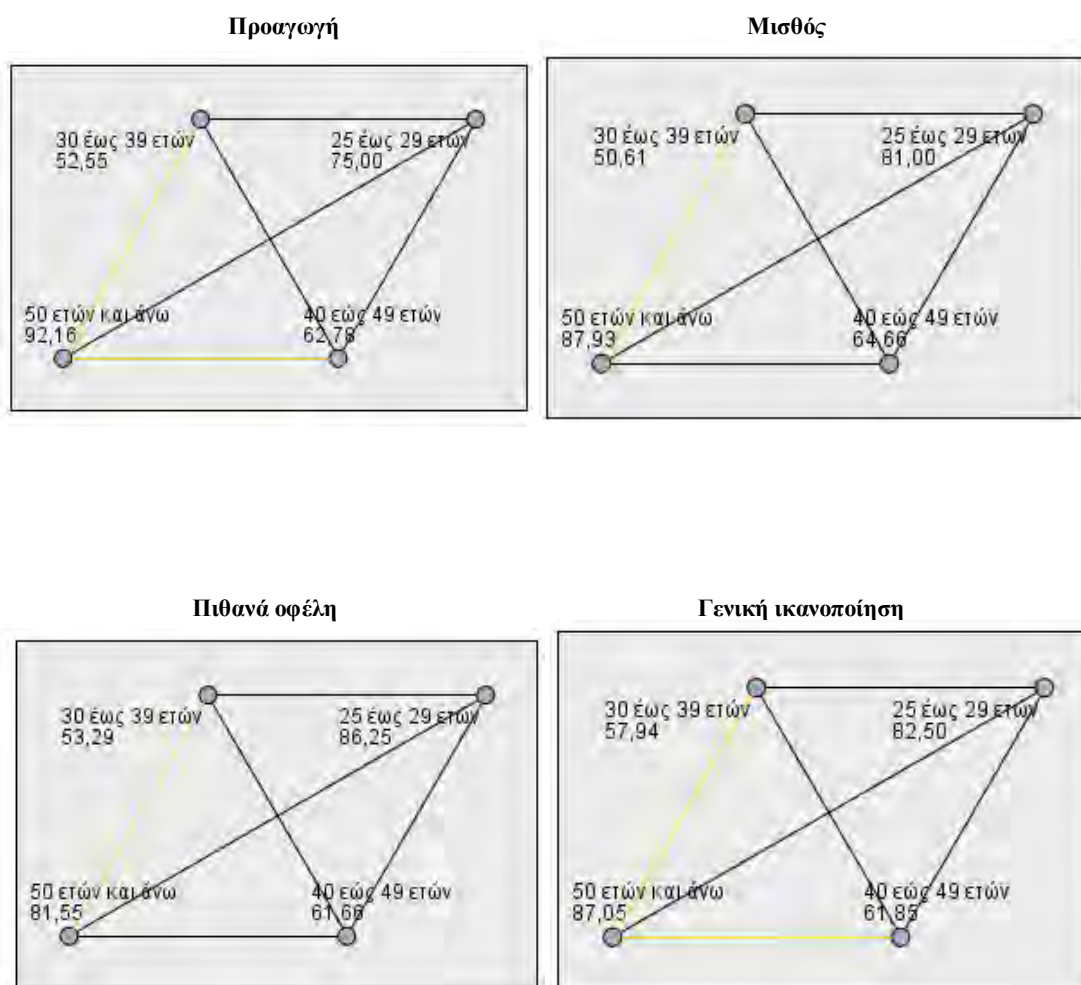 Προαγωγή
30 έως 39 ετών
52,55
25 έως 29 ετών
75,00
50 ετών και άνω
92,16
40 εώς 49 ετών
62,78
Μισθός
30 έως 39 ετών
50,61
25 έως 29 ετών
81,00
50 ετών και άνω
87,93
40 εώς 49 ετών
64,66
Πιθανά οφέλη
30 έως 39 ετών
53,29
25 έως 29 ετών
86,25
50 ετών και άνω
81,55
40 εώς 49 ετών
61,66
Γενική ικανοποίηση
30 έως 39 ετών
57,94
25 έως 29 ετών
82,50
50 ετών και άνω
87,05
40 εώς 49 ετών
61,85